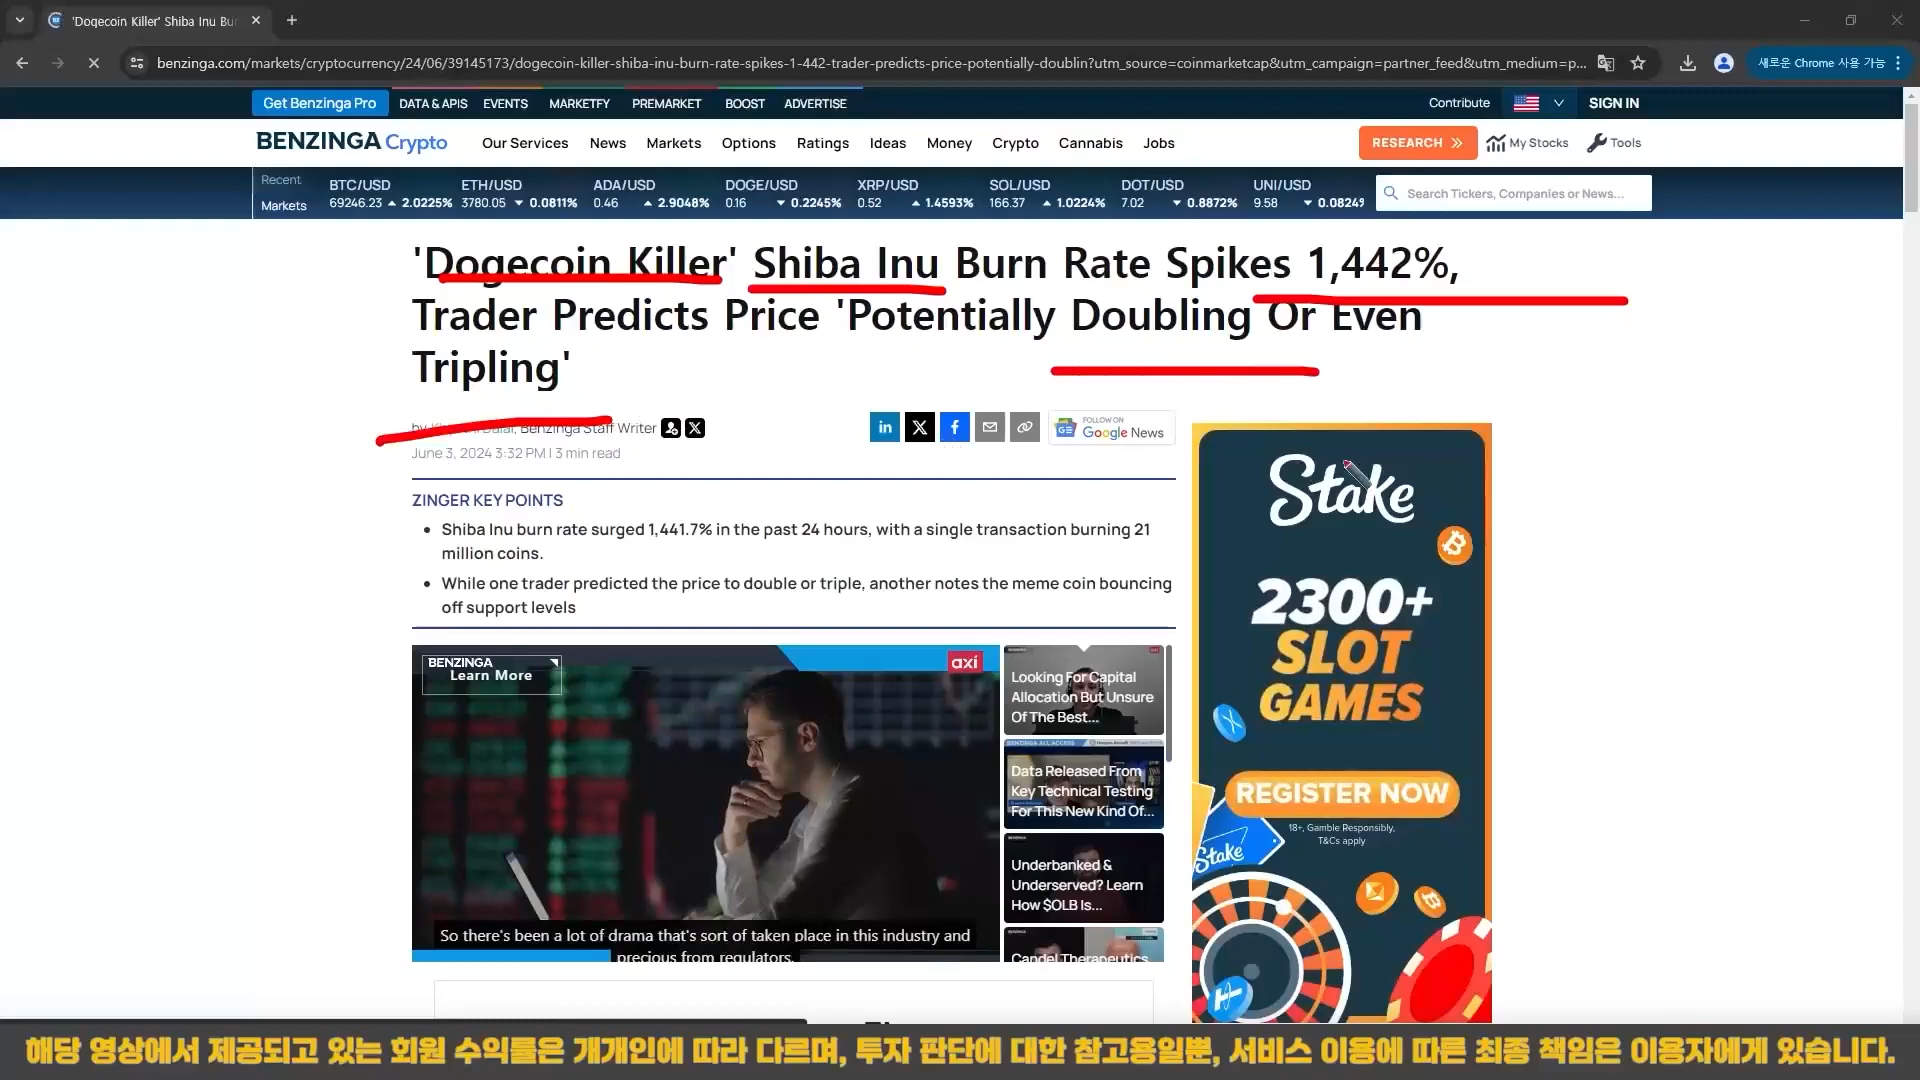 'Dogecoin Killer' Shiba Inu Bur
benzinga.com/markets/cryptocurrency/24/06/39145173/dogecoin-killer-shiba-inu-burn-rate-spikes-1-442-trader-predicts-price-potentially-doublin?utm_source=coinmarketcap&utm_campaign=partner_feed&utm_medium=p...
새로운 Chrome 사용 가능
Get Benzinga Pro DATA & APIS EVENTS MARKETFY PREMARKET BOOST ADVERTISE Contribute SIGN IN
BENZINGA Crypto Our Services News Markets Options Ratings Ideas Money Crypto Cannabis Jobs RESEARCH My Stocks Tools
Recent Markets
BTC/USD ETH/USD ADA/USD DOGE/USD XRP/USD SOL/USD DOT/USD UNI/USD
69246.23 ▲ 2.0225% 3780.05 ▼ 0.0811% 0.46 ▲ 2.9048% 0.16 ▼ 0.2245% 0.52 ▲ 1.4593% 166.37 ▲ 1.0224% 7.02 ▼ 0.8872% 9.58 ▼ 0.0824%
Search Tickers, Companies or News...
'Dogecoin Killer' Shiba Inu Burn Rate Spikes 1,442%,
Trader Predicts Price 'Potentially Doubling Or Even
Tripling'
by Dalal, Benzinga Staff Writer
FOLLOW ON
Google News
June 3, 2024 3:32 PM | 3 min read
ZINGER KEY POINTS
Shiba Inu burn rate surged 1,441.7% in the past 24 hours, with a single transaction burning 21
million coins.
While one trader predicted the price to double or triple, another notes the meme coin bouncing
off support levels
BENZINGA
Learn More
axi
So there's been a lot of drama that's sort of taken place in this industry and
precious from regulators.
Looking For Capital
Allocation But Unsure
Of The Best...
BENZINGA ALL ACCESS
Data Released From
Key Technical Testing
For This New Kind Of...
Underbanked &
Underserved? Learn
How $OLB Is...
Candel Therapeutics
Stake
2300+
SLOT
GAMES
REGISTER NOW
18+, Gamble Responsibly,
T&Cs apply
Stake
해당 영상에서 제공되고 있는 회원 수익률은 개개인에 따라 다르며, 투자 판단에 대한 참고용일뿐, 서비스 이용에 따른 최종 책임은 이용자에게 있습니다.